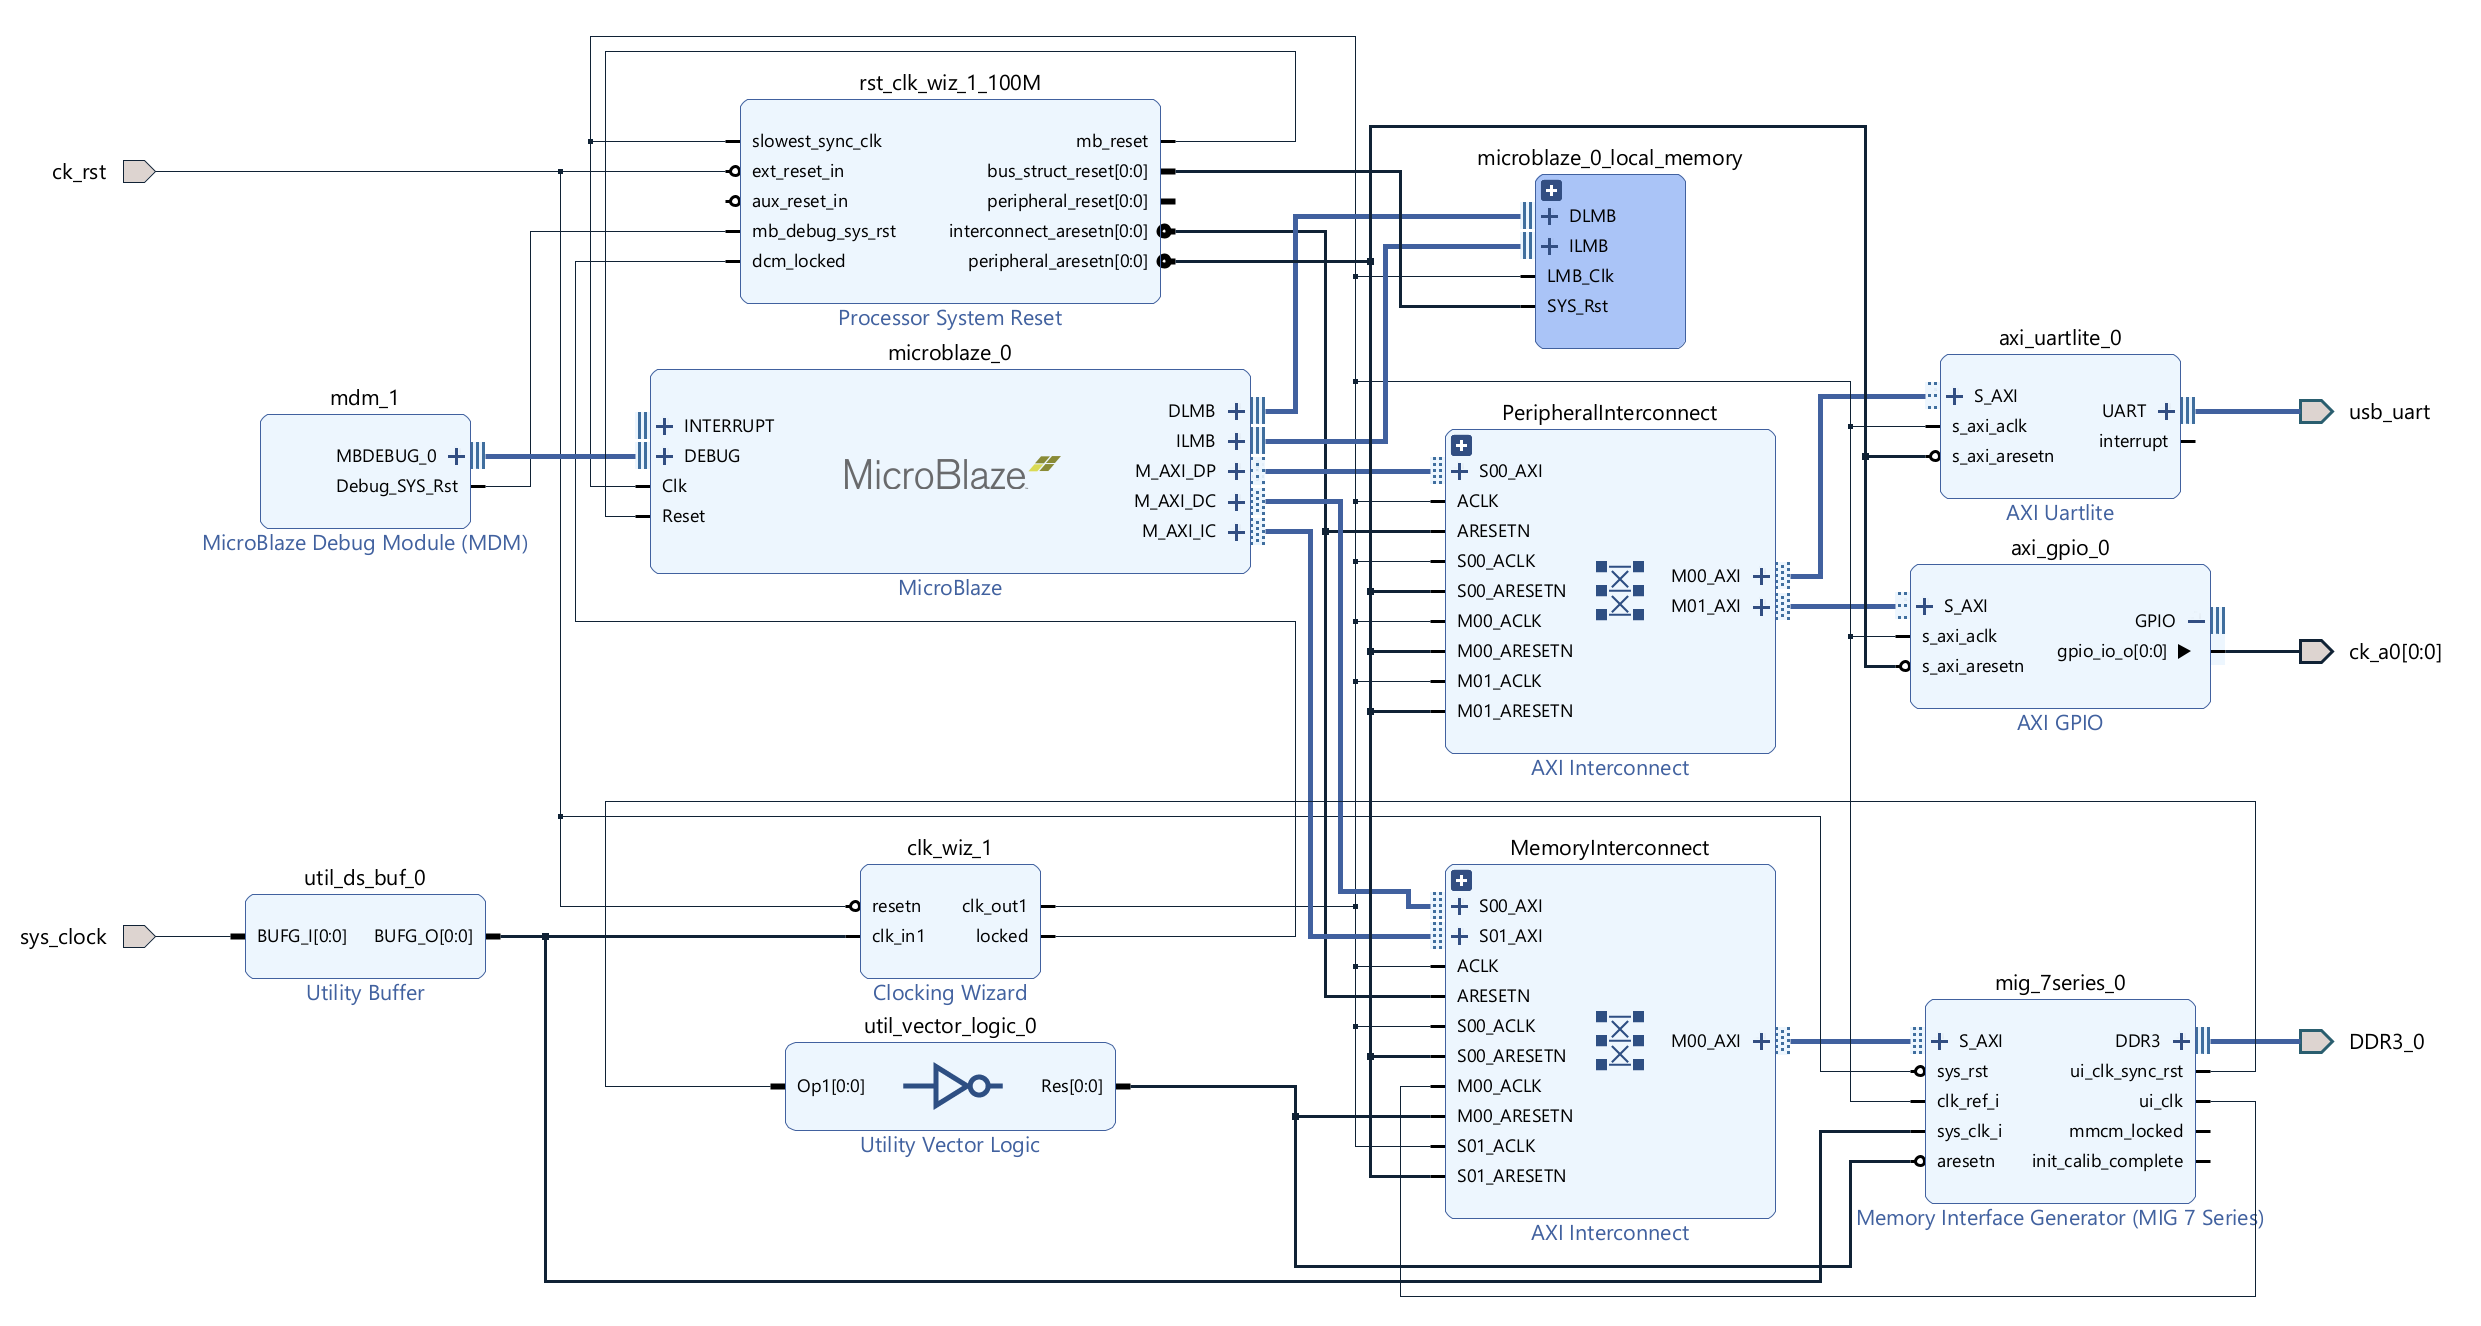 rst_clk_wiz_1_100M
slowest_sync_clk
ext_reset_in
aux_reset_in
mb_debug_sys_rst
dcm_locked
mb_reset
bus_struct_reset[0:0]
peripheral_reset[0:0]
interconnect_aresetn[0:0]
peripheral_aresetn[0:0]
Processor System Reset
ck_rst
microblaze_0_local_memory
DLMB
ILMB
LMB_Clk
SYS_Rst
mdm_1
MBDEBUG_0
Debug_SYS_Rst
MicroBlaze Debug Module (MDM)
microblaze_0
INTERRUPT
DEBUG
Clk
Reset
MicroBlaze
DLMB
ILMB
M_AXI_DP
M_AXI_DC
M_AXI_IC
MicroBlaze
PeripheralInterconnect
S00_AXI
ACLK
ARESETN
S00_ACLK
S00_ARESETN
M00_ACLK
M00_ARESETN
M01_ACLK
M01_ARESETN
M00_AXI
M01_AXI
AXI Interconnect
axi_uartlite_0
S_AXI
s_axi_aclk
s_axi_aresetn
UART
interrupt
AXI Uartlite
usb_uart
axi_gpio_0
S_AXI
s_axi_aclk
s_axi_aresetn
GPIO
gpio_io_o[0:0]
AXI GPIO
ck_a0[0:0]
sys_clock
util_ds_buf_0
BUFG_I[0:0]
BUFG_O[0:0]
Utility Buffer
clk_wiz_1
resetn
clk_in1
clk_out1
locked
Clocking Wizard
util_vector_logic_0
Op1[0:0]
Res[0:0]
Utility Vector Logic
MemoryInterconnect
S00_AXI
S01_AXI
ACLK
ARESETN
S00_ACLK
S00_ARESETN
M00_ACLK
M00_ARESETN
S01_ACLK
S01_ARESETN
M00_AXI
AXI Interconnect
mig_7series_0
S_AXI
sys_rst
clk_ref_i
sys_clk_i
aresetn
DDR3
ui_clk_sync_rst
ui_clk
mmcm_locked
init_calib_complete
Memory Interface Generator (MIG 7 Series)
DDR3_0